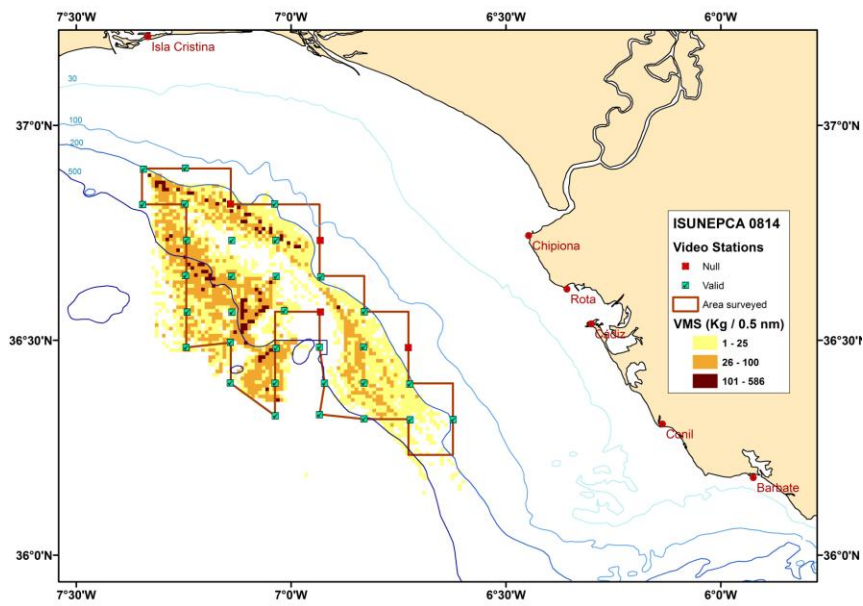 7°30'W 7°0'W 6°30'W 6°0'W
Isla Cristina
30
37°0'N 37°0'N
100
200
500
ISUNEPCA 0814
Video Stations
Null
Valid
Area surveyed
VMS (Kg / 0.5 nm)
1 - 25
26 - 100
101 - 586
Chipiona
Rota
Cádiz
36°30'N 36°30'N
Conil
Barbate
36°0'N 36°0'N
7°30'W 7°0'W 6°30'W 6°0'W